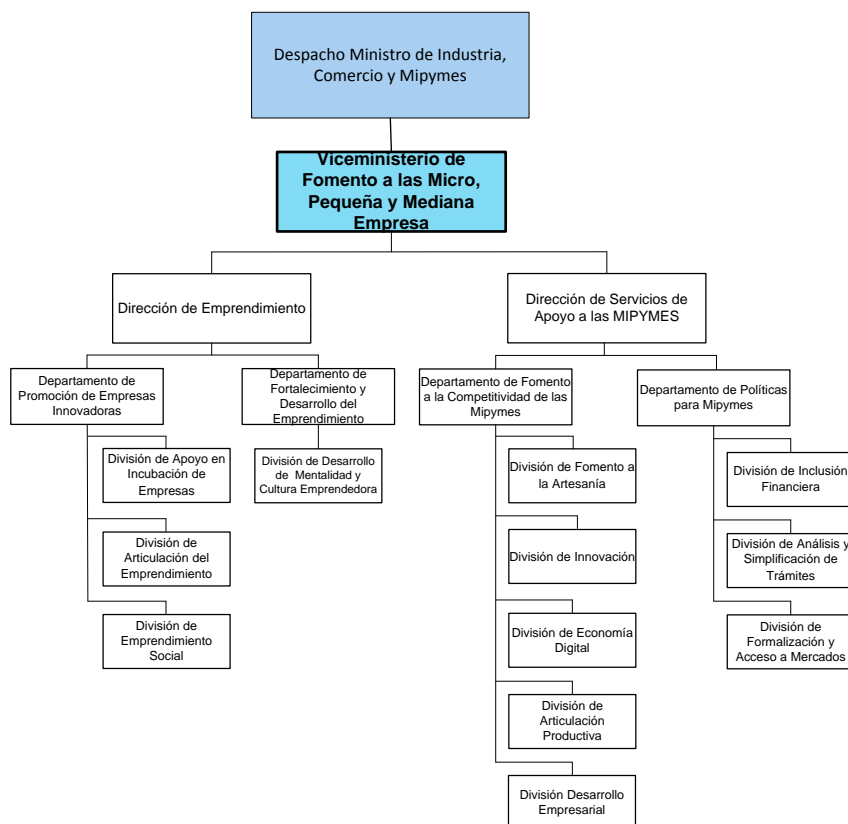 Despacho Ministro de Industria,
Comercio y Mipymes
Viceministerio de
Fomento a las Micro,
Pequeña y Mediana
Empresa
Dirección de Emprendimiento
Dirección de Servicios de
Apoyo a las MIPYMES
Departamento de
Promoción de Empresas
Innovadoras
Departamento de
Fortalecimiento y
Desarrollo del
Emprendimiento
Departamento de Fomento
a la Competitividad de las
Mipymes
Departamento de Políticas
para Mipymes
División de Apoyo en
Incubación de
Empresas
División de Desarrollo
de Mentalidad y
Cultura Emprendedora
División de Fomento a
la Artesanía
División de Inclusión
Financiera
División de
Articulación del
Emprendimiento
División de Innovación
División de Análisis y
Simplificación de
Trámites
División de
Emprendimiento
Social
División de Economía
Digital
División de
Formalización y
Acceso a Mercados
División de
Articulación
Productiva
División Desarrollo
Empresarial